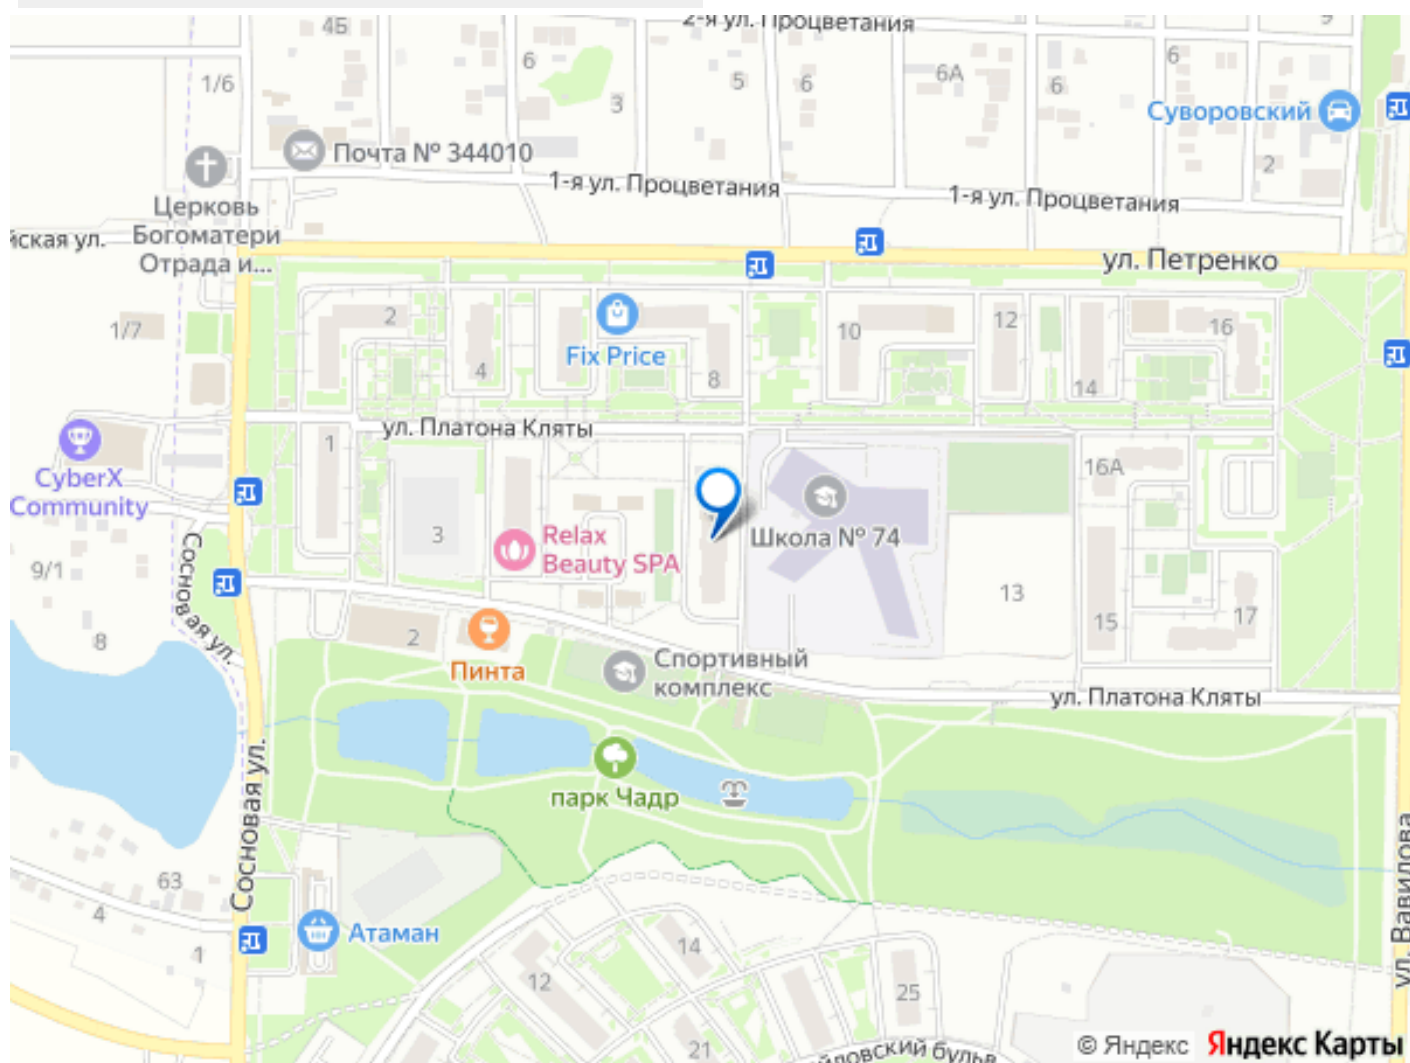 2-я ул. Процветания
4Б
9
6
6
6А
6
1/6
5
6
3
Суворовский
Почта № 344010
2
1-я ул. Процветания
1-я ул. Процветания
Церковь
Богоматери
Отрада и...
ул. Петренко
1/7
2
10
12
16
Fix Price
4
8
14
ул. Платона Кляты
1
16А
CyberX
Community
3
Relax
Beauty SPA
Школа № 74
9/1
13
Сосновая ул.
8
2
15
17
Пинта
Спортивный
комплекс
ул. Платона Кляты
парк Чадр
Сосновая ул.
ул. Вавилова
63
4
Атаман
1
14
12
25
21
© Яндекс
Яндекс Карты